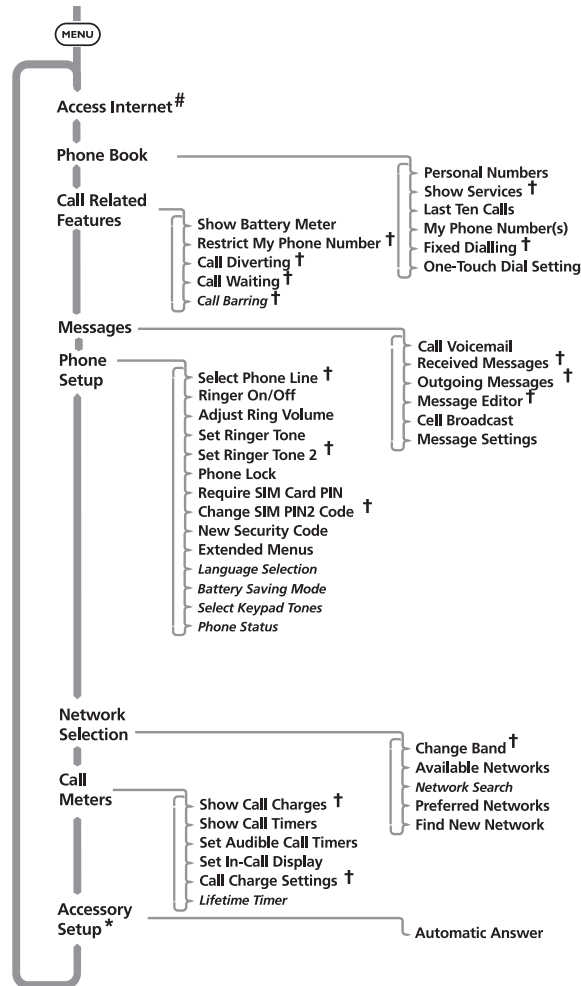 MENU
Access Internet#
Phone Book
Personal Numbers
Show Services †
Last Ten Calls
My Phone Number(s)
Fixed Dialling †
One-Touch Dial Setting
Call Related
Features
Show Battery Meter
Restrict My Phone Number †
Call Diverting †
Call Waiting †
Call Barring †
Messages
Call Voicemail
Received Messages †
Outgoing Messages †
Message Editor †
Cell Broadcast
Message Settings
Phone
Setup
Select Phone Line †
Ringer On/Off
Adjust Ring Volume
Set Ringer Tone
Set Ringer Tone 2 †
Phone Lock
Require SIM Card PIN
Change SIM PIN2 Code †
New Security Code
Extended Menus
Language Selection
Battery Saving Mode
Select Keypad Tones
Phone Status
Network
Selection
Change Band †
Available Networks
Network Search
Preferred Networks
Find New Network
Call
Meters
Show Call Charges †
Show Call Timers
Set Audible Call Timers
Set In-Call Display
Call Charge Settings †
Lifetime Timer
Accessory
Setup*
Automatic Answer